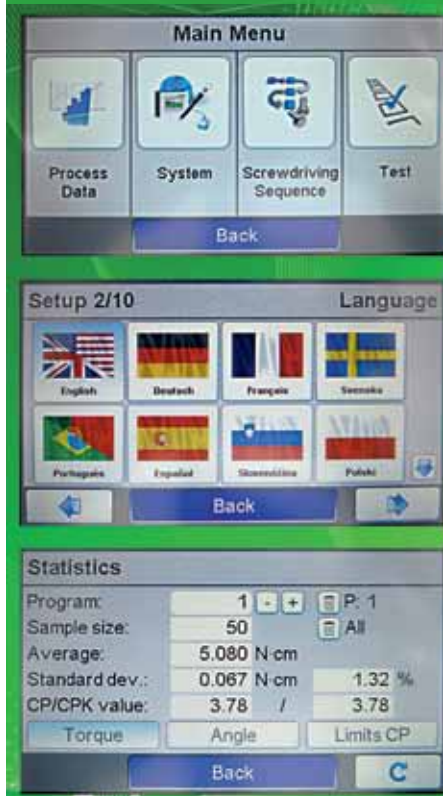 Main Menu
Process Data
System
Screwdriving Sequence
Test
Back
Setup 2/10 Language
English Deutsch Français Svenska
Português Español Slovenščina Polski
Back
Statistics
Program: 1 - + P: 1
Sample size: 50 All
Average: 5.080 N·cm
Standard dev.: 0.067 N·cm 1.32 %
CP/CPK value: 3.78 / 3.78
Torque Angle Limits CP
Back C